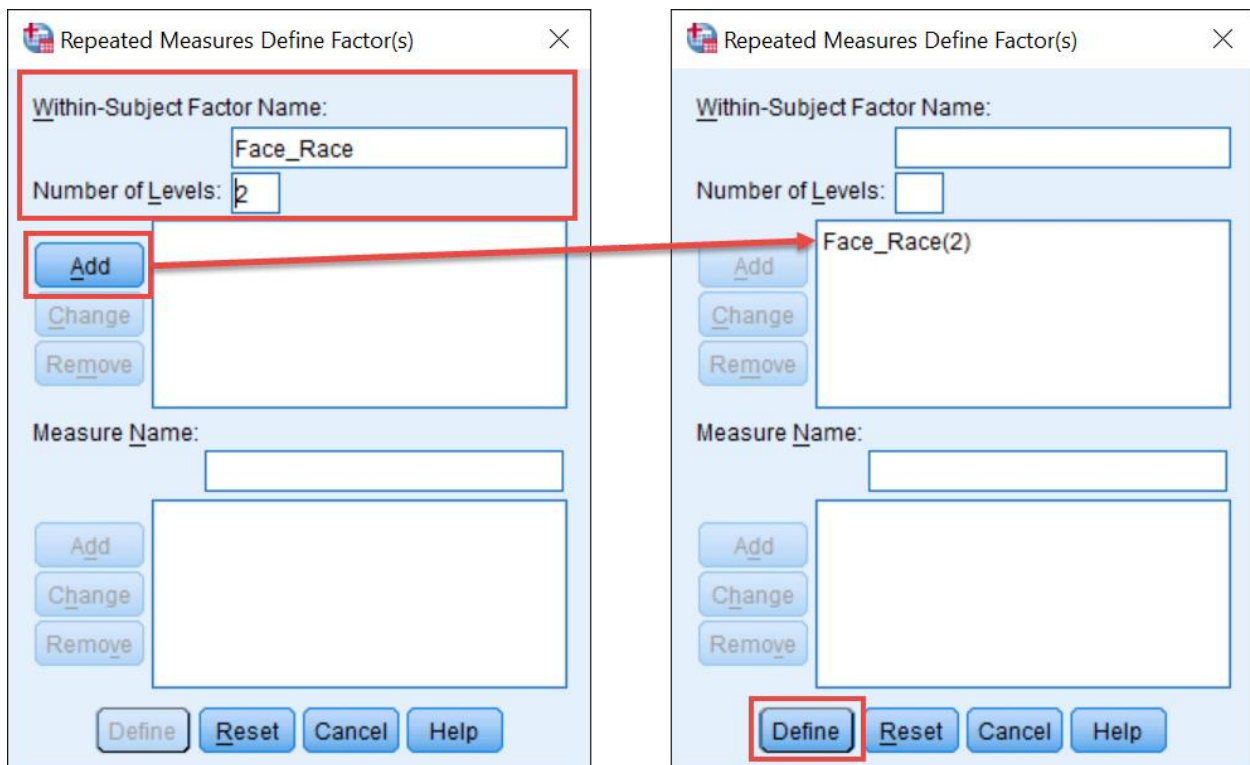 Repeated Measures Define Factor(s)
Within-Subject Factor Name:
Face_Race
Number of Levels: 2
Add
Change
Remove
Measure Name:
Add
Change
Remove
Define Reset Cancel Help
Repeated Measures Define Factor(s)
Within-Subject Factor Name:
Number of Levels:
Face_Race(2)
Add
Change
Remove
Measure Name:
Add
Change
Remove
Define Reset Cancel Help